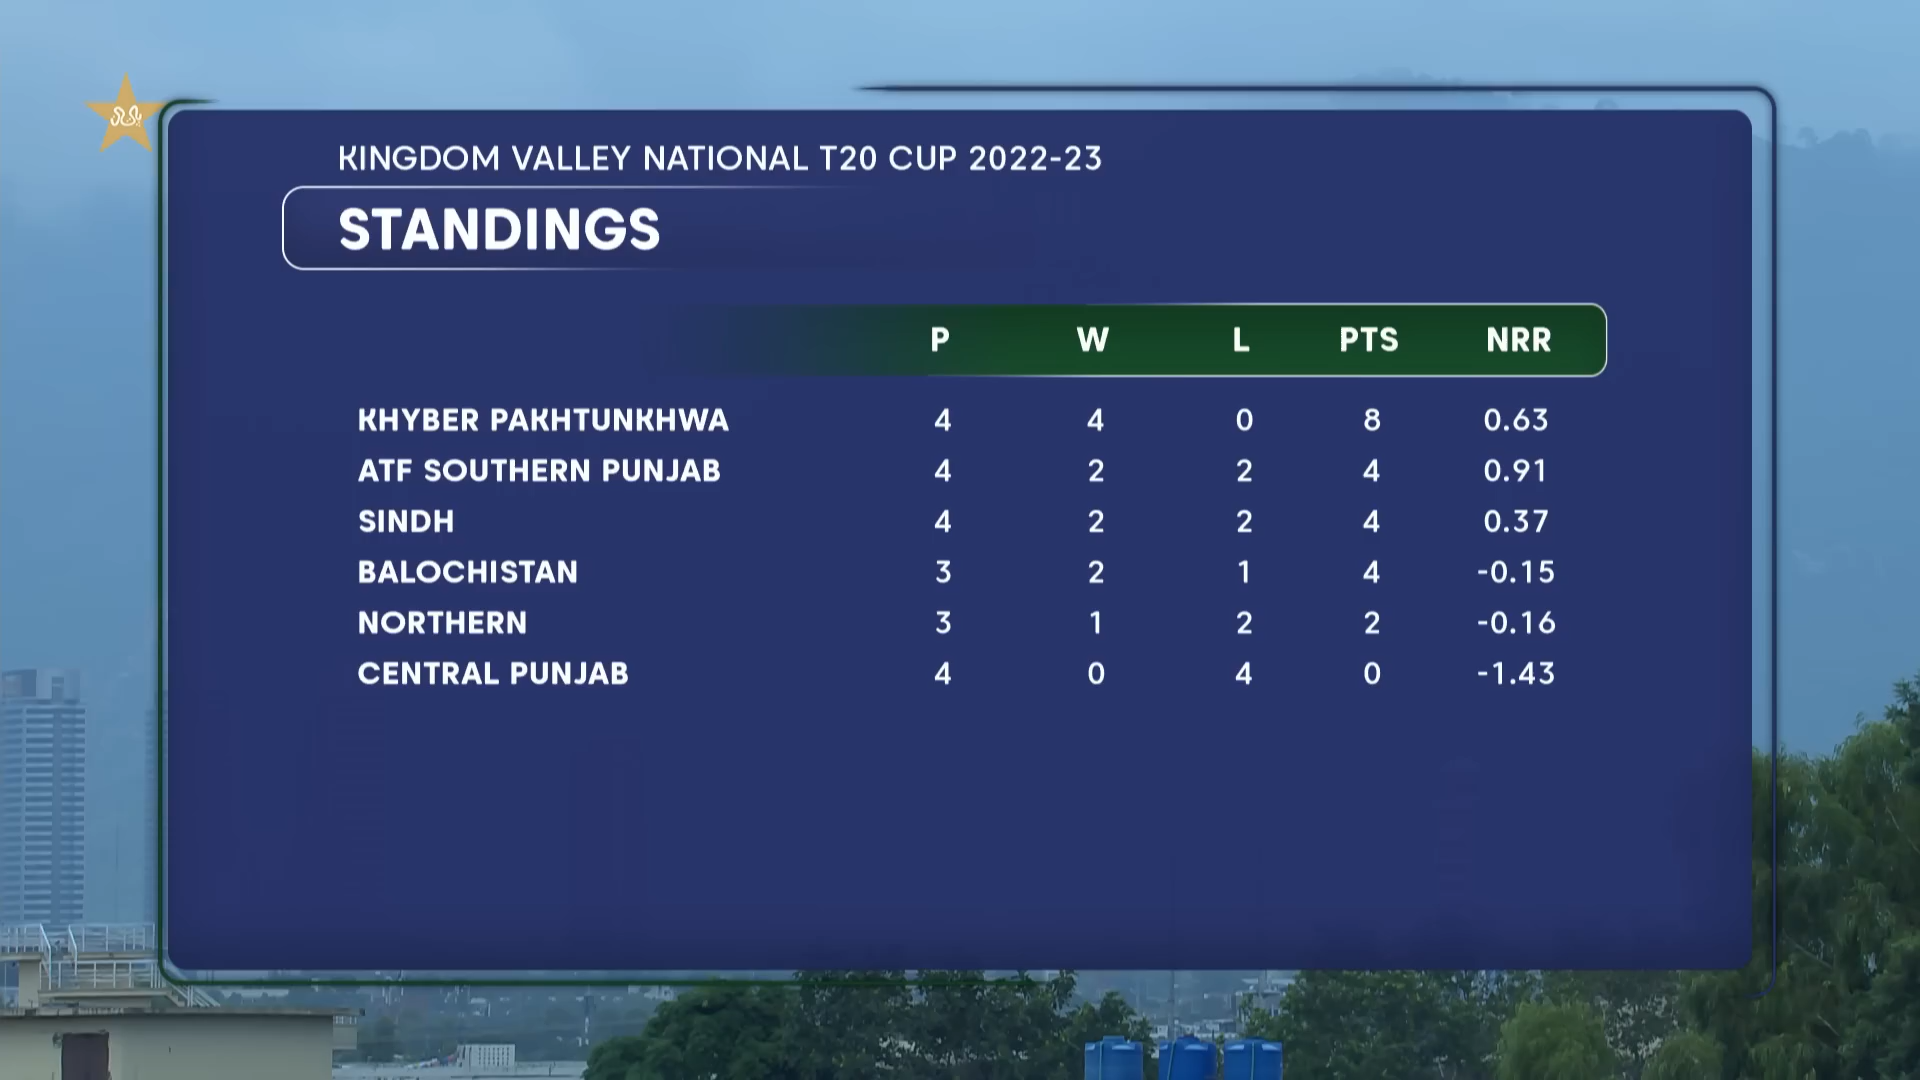 KINGDOM VALLEY NATIONAL T20 CUP 2022-23
STANDINGS
P W L PTS NRR
KHYBER PAKHTUNKHWA 4 4 0 8 0.63
ATF SOUTHERN PUNJAB 4 2 2 4 0.91
SINDH 4 2 2 4 0.37
BALOCHISTAN 3 2 1 4 -0.15
NORTHERN 3 1 2 2 -0.16
CENTRAL PUNJAB 4 0 4 0 -1.43